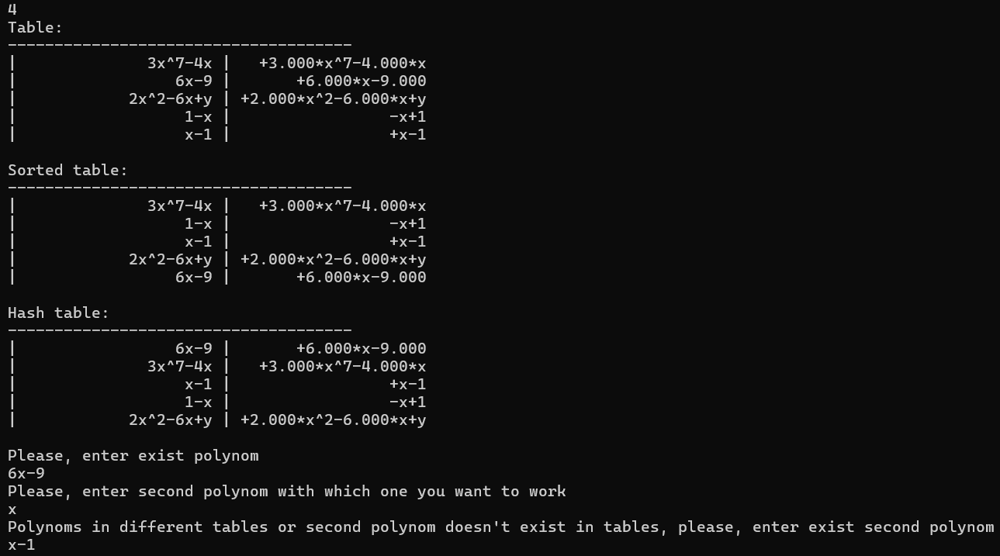 4
Table:
-------------------------------------
|              3x^7-4x |   +3.000*x^7-4.000*x
|                 6x-9 |       +6.000*x-9.000
|            2x^2-6x+y | +2.000*x^2-6.000*x+y
|                  1-x |                 -x+1
|                  x-1 |                 +x-1
Sorted table:
-------------------------------------
|              3x^7-4x |   +3.000*x^7-4.000*x
|                  1-x |                 -x+1
|                  x-1 |                 +x-1
|            2x^2-6x+y | +2.000*x^2-6.000*x+y
|                 6x-9 |       +6.000*x-9.000
Hash table:
-------------------------------------
|                 6x-9 |       +6.000*x-9.000
|              3x^7-4x |   +3.000*x^7-4.000*x
|                  x-1 |                 +x-1
|                  1-x |                 -x+1
|            2x^2-6x+y | +2.000*x^2-6.000*x+y
Please, enter exist polynom
6x-9
Please, enter second polynom with which one you want to work
x
Polynoms in different tables or second polynom doesn't exist in tables, please, enter exist second polynom
x-1